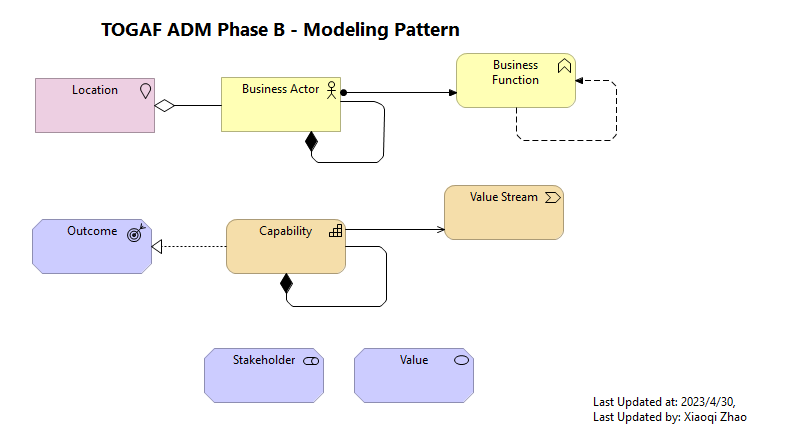 TOGAF ADM Phase B - Modeling Pattern
Location
Business Actor
Business
Function
Outcome
Capability
Value Stream
Stakeholder
Value
Last Updated at: 2023/4/30,
Last Updated by: Xiaoqi Zhao